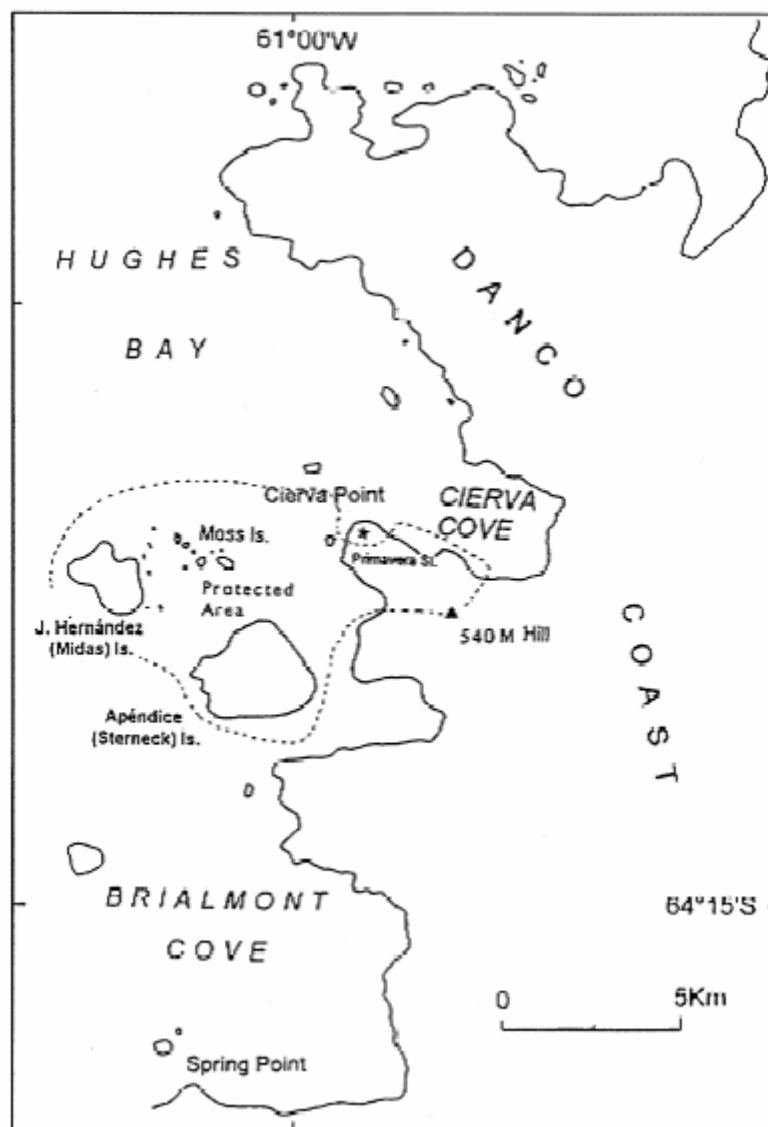 61°00'W
HUGHES
BAY
DANCO
COAST
Cierva Point
CIERVA
COVE
Moss Is.
Primavera St.
Protected
Area
J. Hernández
(Midas) Is.
540 M Hill
Apéndice
(Sterneck) Is.
BRIALMONT
COVE
64°15'S
0 5Km
Spring Point